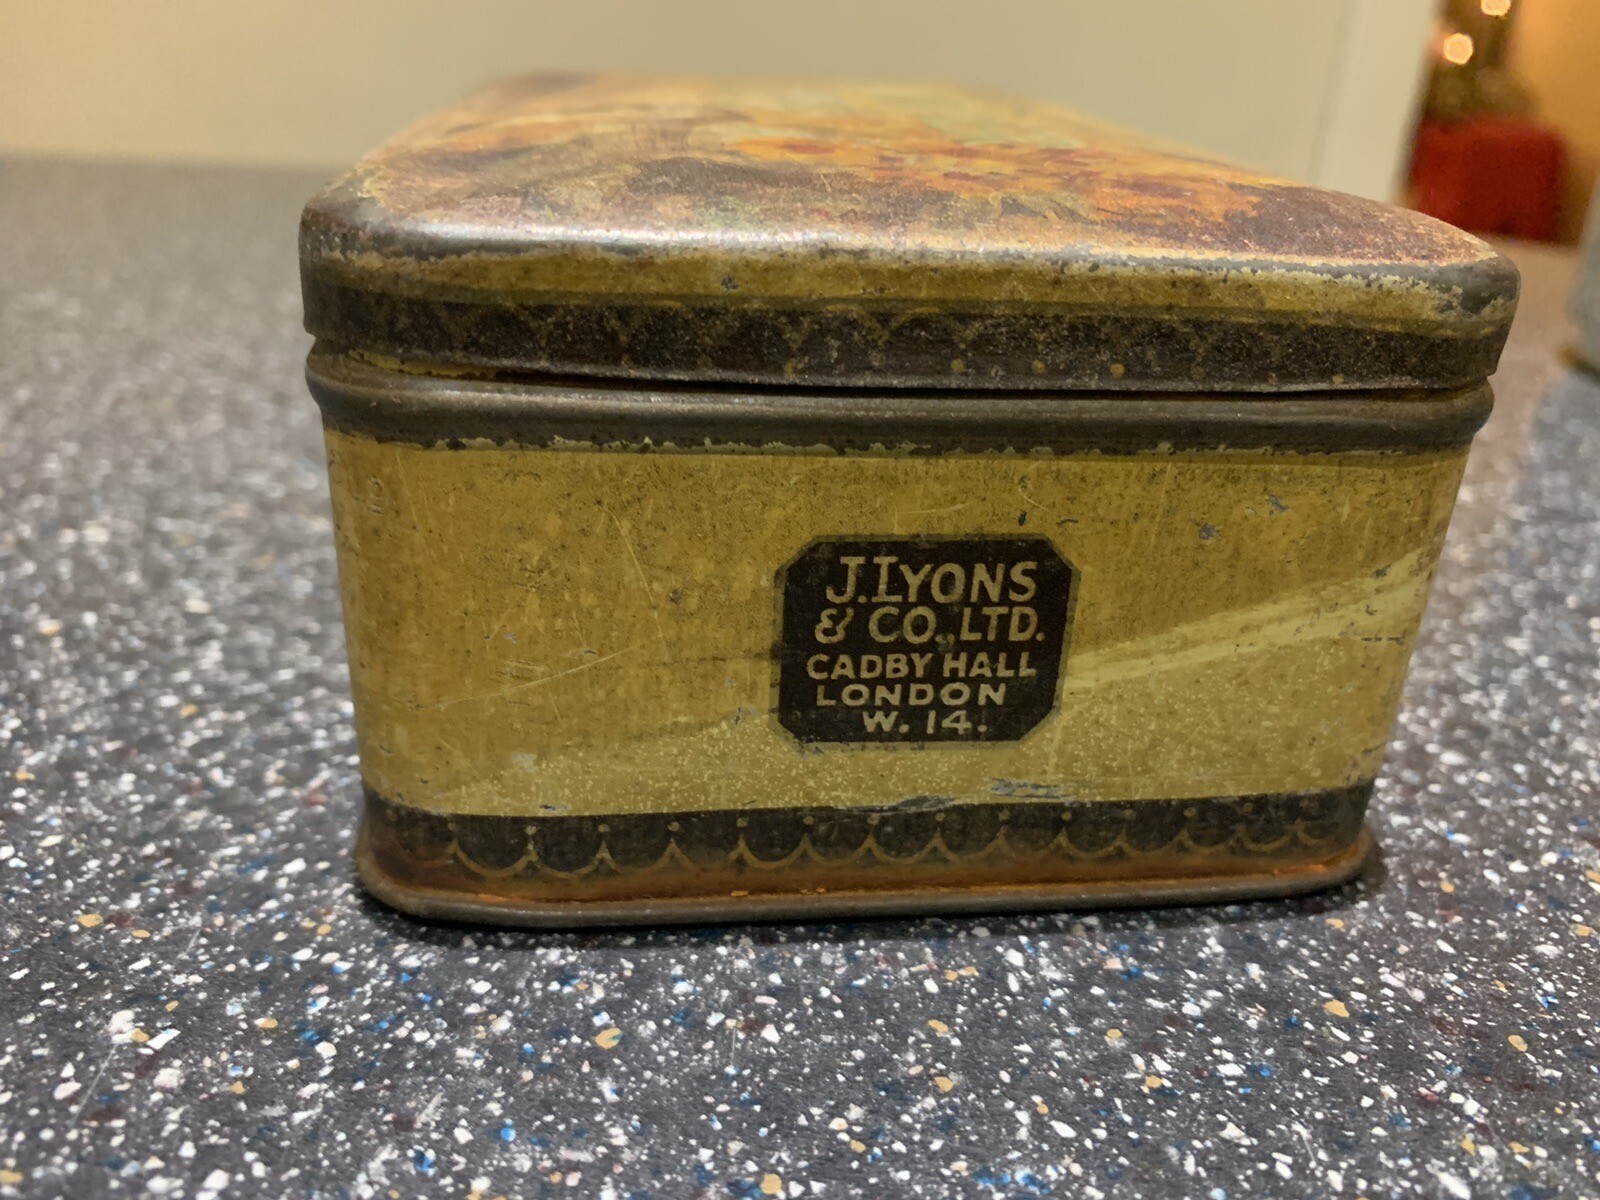 J. LYONS
& CO., LTD.
CADBY HALL
LONDON
W. 14.